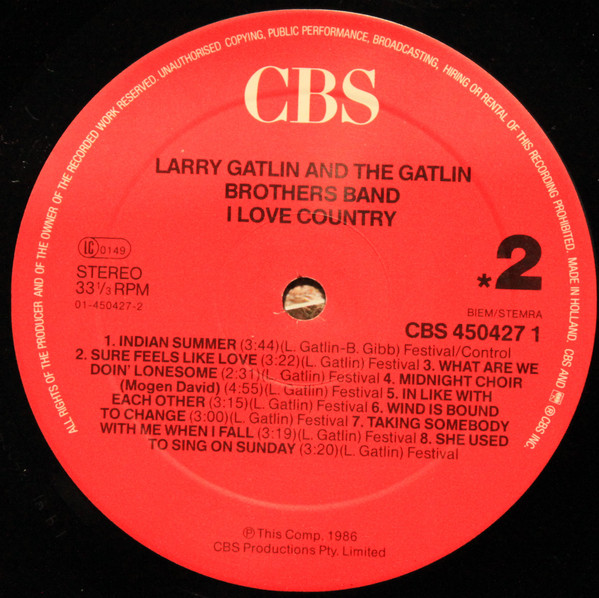 ALL RIGHTS OF THE PRODUCER AND OF THE OWNER OF THE RECORDED WORK RESERVED. UNAUTHORISED COPYING, PUBLIC PERFORMANCE, BROADCASTING, HIRING OR RENTAL OF THIS RECORDING PROHIBITED. MADE IN HOLLAND. CBS AND ℗ CBS INC.
CBS
LARRY GATLIN AND THE GATLIN
BROTHERS BAND
I LOVE COUNTRY
LC 0149
STEREO
33 1/3 RPM
01-450427-2
*2
BIEM/STEMRA
CBS 450427 1
1. INDIAN SUMMER (3:44)(L. Gatlin-B. Gibb) Festival/Control
2. SURE FEELS LIKE LOVE (3:22)(L. Gatlin) Festival 3. WHAT ARE WE
DOIN' LONESOME (2:31)(L. Gatlin) Festival 4. MIDNIGHT CHOIR
(Mogen David) (4:55)(L. Gatlin) Festival 5. IN LIKE WITH
EACH OTHER (3:15)(L. Gatlin) Festival 6. WIND IS BOUND
TO CHANGE (3:00)(L. Gatlin) Festival 7. TAKING SOMEBODY
WITH ME WHEN I FALL (3:19)(L. Gatlin) Festival 8. SHE USED
TO SING ON SUNDAY (3:20)(L. Gatlin) Festival
℗ This Comp. 1986
CBS Productions Pty. Limited